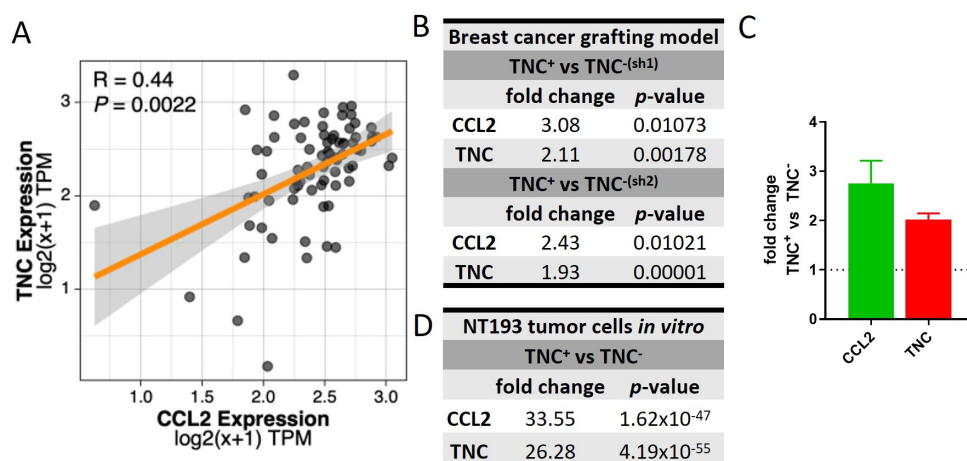 A
R = 0.44
P = 0.0022
3
2
1
TNC Expression
log2(x+1) TPM
1.0 1.5 2.0 2.5 3.0
CCL2 Expression
log2(x+1) TPM
B
Breast cancer grafting model
TNC+ vs TNC-(sh1)
fold change p-value
CCL2 3.08 0.01073
TNC 2.11 0.00178
TNC+ vs TNC-(sh2)
fold change p-value
CCL2 2.43 0.01021
TNC 1.93 0.00001
C
fold change
TNC+ vs TNC-
4
3
2
1
0
CCL2 TNC
D
NT193 tumor cells in vitro
TNC+ vs TNC-
fold change p-value
CCL2 33.55 1.62x10-47
TNC 26.28 4.19x10-55